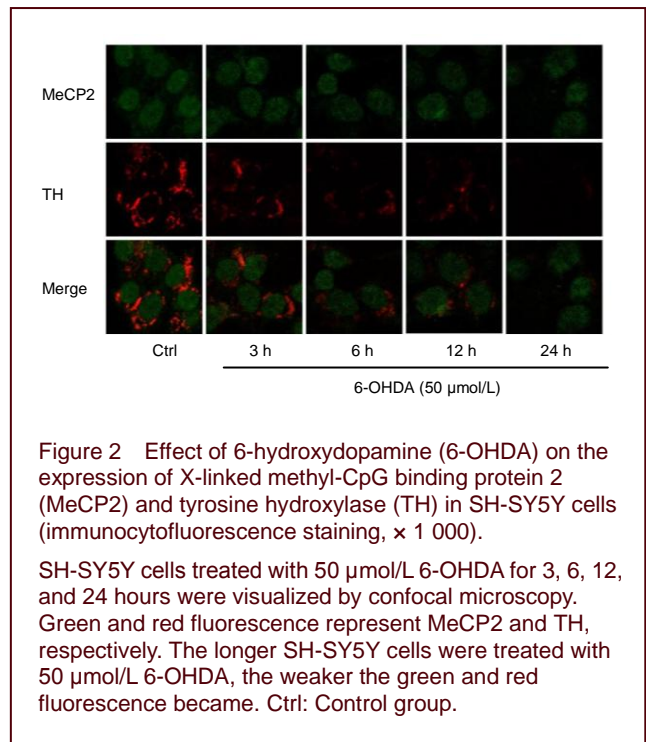 MeCP2
TH
Merge
Ctrl 3 h 6 h 12 h 24 h
6-OHDA (50 µmol/L)
Figure 2 Effect of 6-hydroxydopamine (6-OHDA) on the
expression of X-linked methyl-CpG binding protein 2
(MeCP2) and tyrosine hydroxylase (TH) in SH-SY5Y cells
(immunocytofluorescence staining, × 1 000).
SH-SY5Y cells treated with 50 µmol/L 6-OHDA for 3, 6, 12,
and 24 hours were visualized by confocal microscopy.
Green and red fluorescence represent MeCP2 and TH,
respectively. The longer SH-SY5Y cells were treated with
50 µmol/L 6-OHDA, the weaker the green and red
fluorescence became. Ctrl: Control group.